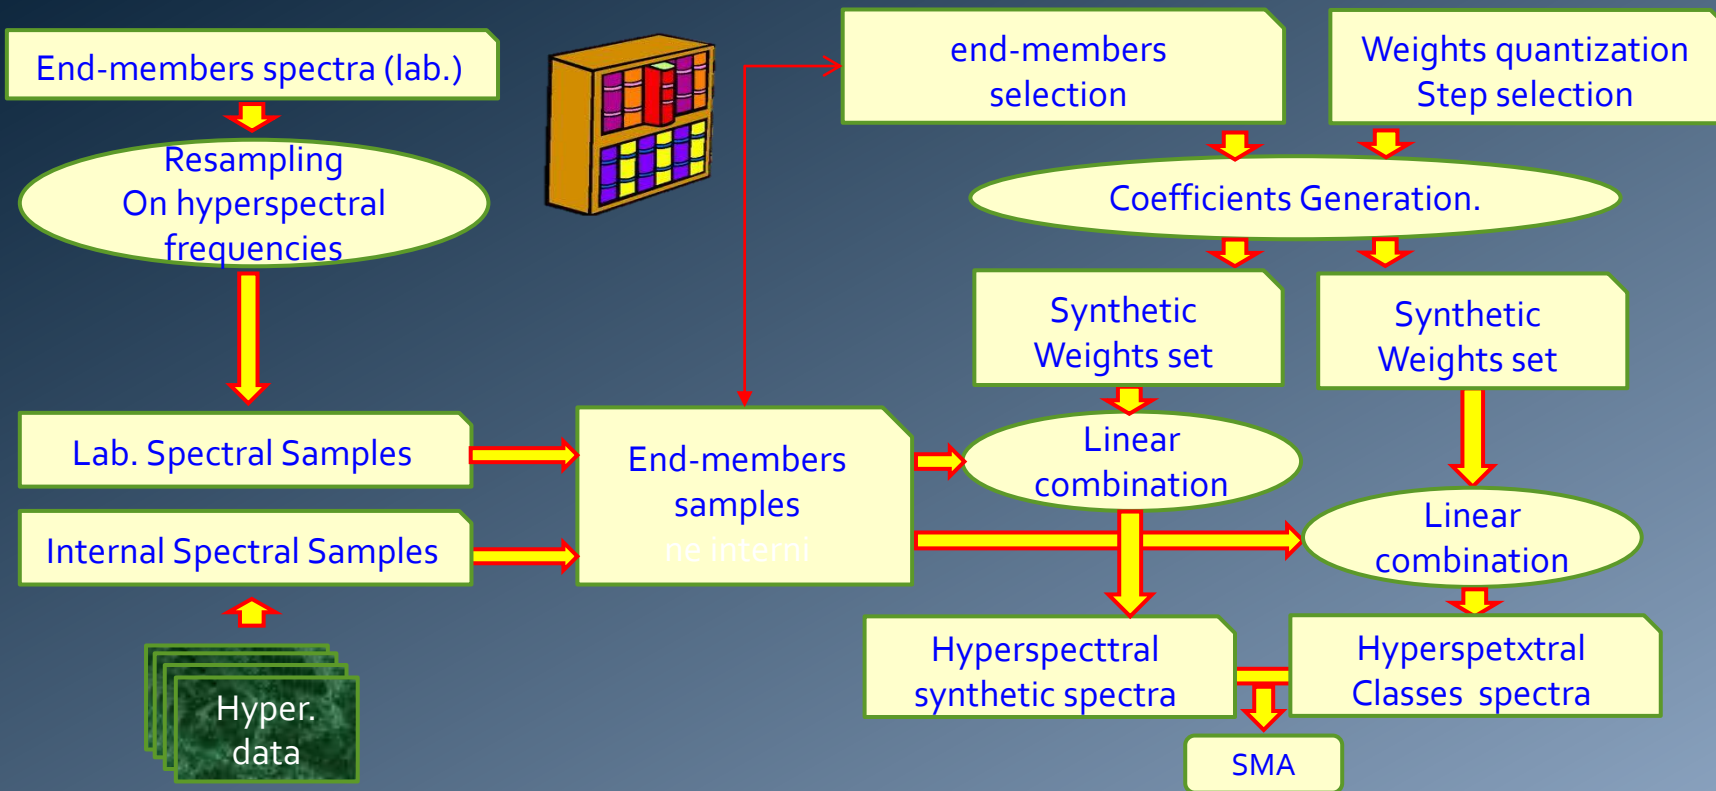 End-members spectra (lab.)
Resampling
On hyperspectral
frequencies
Lab. Spectral Samples
Internal Spectral Samples
Hyper.
data
End-members
samples
ne interni
end-members
selection
Weights quantization
Step selection
Coefficients Generation.
Synthetic
Weights set
Synthetic
Weights set
Linear
combination
Linear
combination
Hyperspecttral
synthetic spectra
Hyperspetxtral
Classes spectra
SMA